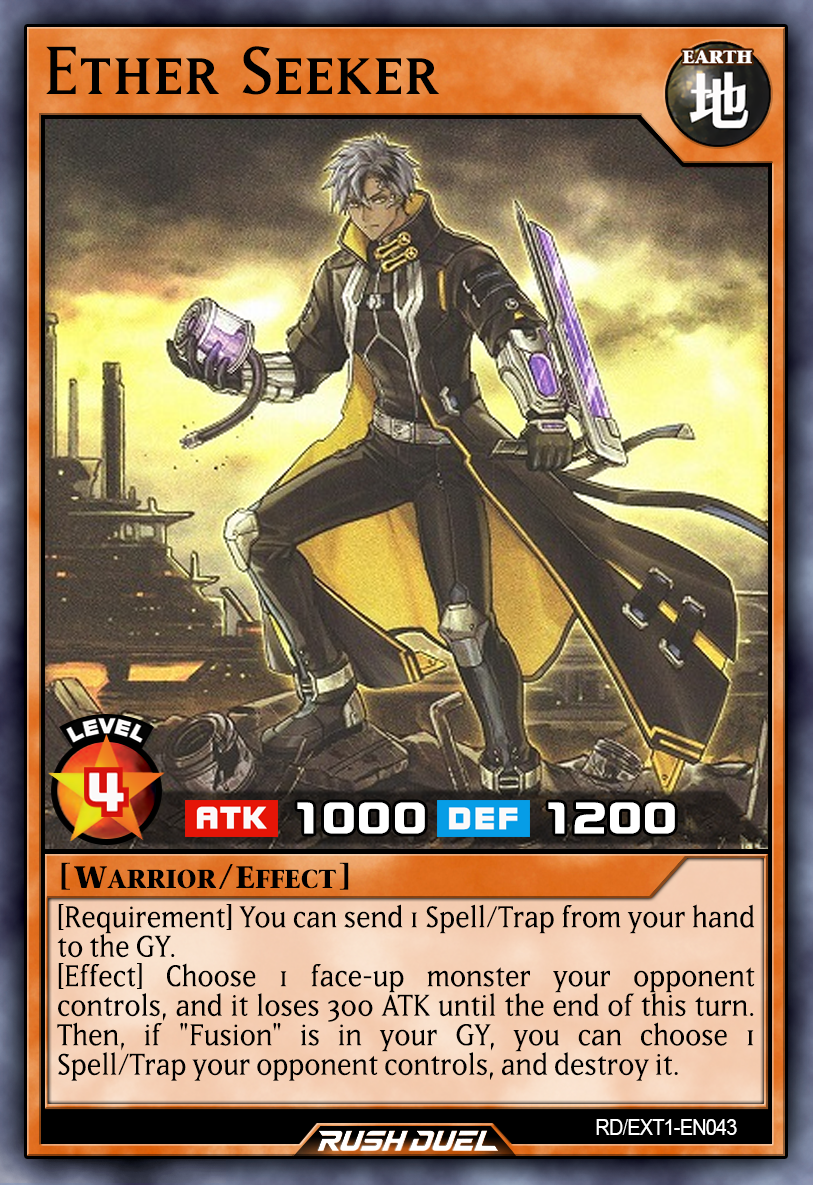 Ether Seeker
EARTH
地
LEVEL
4
ATK 1000 DEF 1200
[Warrior/Effect]
[Requirement] You can send 1 Spell/Trap from your hand
to the GY.
[Effect] Choose 1 face-up monster your opponent
controls, and it loses 300 ATK until the end of this turn.
Then, if "Fusion" is in your GY, you can choose 1
Spell/Trap your opponent controls, and destroy it.
RD/EXT1-EN043
RUSH DUEL